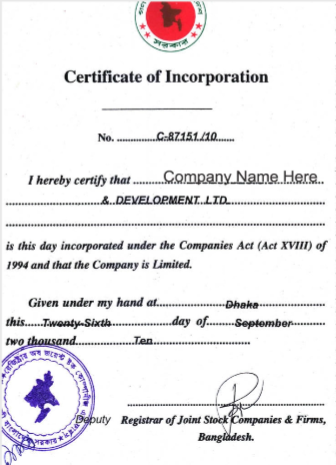 সরকার
Certificate of Incorporation
No. C-87151/10
I hereby certify that Company Name Here
& DEVELOPMENT LTD.
is this day incorporated under the Companies Act (Act XVIII) of
1994 and that the Company is Limited.
Given under my hand at Dhaka
this Twenty-Sixth day of September
two thousand Ten
Deputy Registrar of Joint Stock Companies & Firms,
Bangladesh.